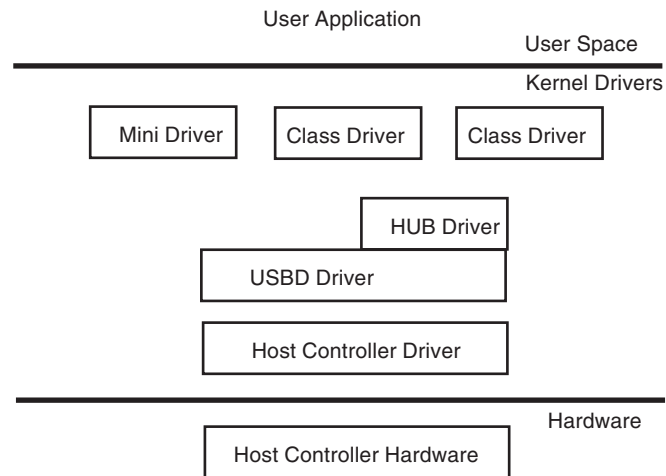 User Application
User Space
Kernel Drivers
Mini Driver
Class Driver
Class Driver
HUB Driver
USBD Driver
Host Controller Driver
Hardware
Host Controller Hardware